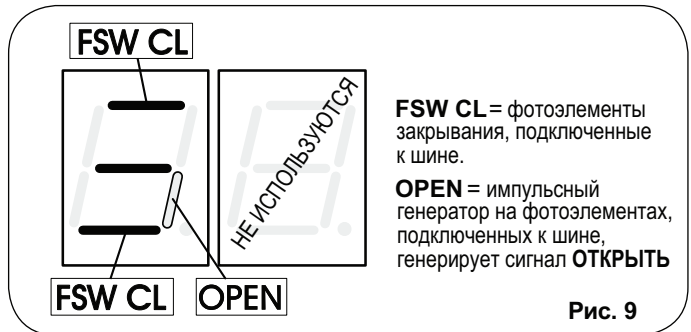 FSW CL
НЕ ИСПОЛЬЗУЮТСЯ
FSW CL = фотоэлементы
закрывания, подключенные
к шине.
OPEN = импульсный
генератор на фотоэлементах,
подключенных к шине,
генерирует сигнал ОТКРЫТЬ
FSW CL
OPEN
Рис. 9